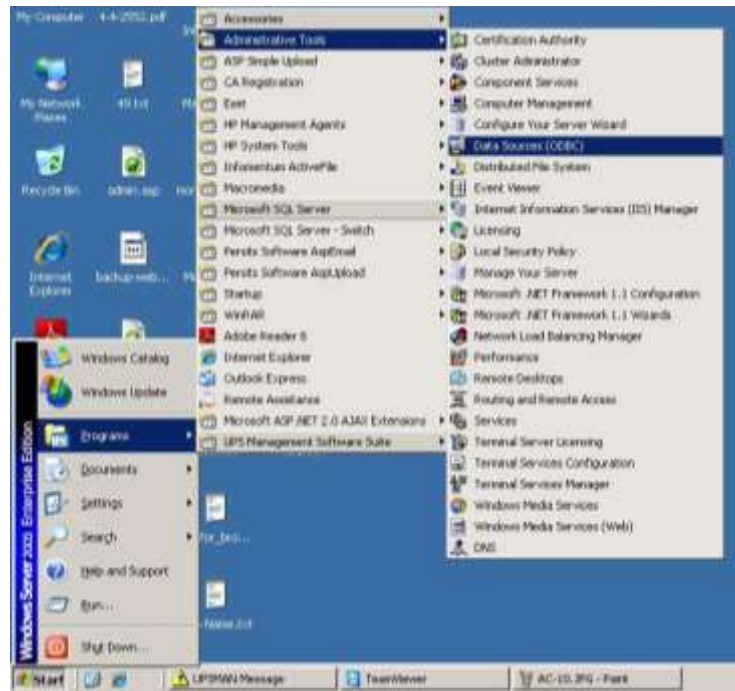 My Computer
4-4-2552.pdf
My Network
Places
49.txt
Recycle Bin
admin.asp
Internet
Explorer
backup-web...
Accessories
Administrative Tools
ASP Simple Upload
CA Registration
Eset
HP Management Agents
HP System Tools
Infomentum ActiveFile
Macromedia
Microsoft SQL Server
Microsoft SQL Server - Switch
Persits Software AspEmail
Persits Software AspUpload
Startup
WinRAR
Adobe Reader 8
Internet Explorer
Outlook Express
Remote Assistance
Microsoft ASP.NET 2.0 AJAX Extensions
UPS Management Software Suite
Certification Authority
Cluster Administrator
Component Services
Computer Management
Configure Your Server Wizard
Data Sources (ODBC)
Distributed File System
Event Viewer
Internet Information Services (IIS) Manager
Licensing
Local Security Policy
Manage Your Server
Microsoft .NET Framework 1.1 Configuration
Microsoft .NET Framework 1.1 Wizards
Network Load Balancing Manager
Performance
Remote Desktops
Routing and Remote Access
Services
Terminal Server Licensing
Terminal Services Configuration
Terminal Services Manager
Windows Media Services
Windows Media Services (Web)
DNS
Windows Catalog
Windows Update
Programs
Documents
Settings
Search
Help and Support
Run...
Shut Down...
Windows Server 2003 Enterprise Edition
Start
UPSMAN Message
TeamViewer
AC-10.JPG - Paint